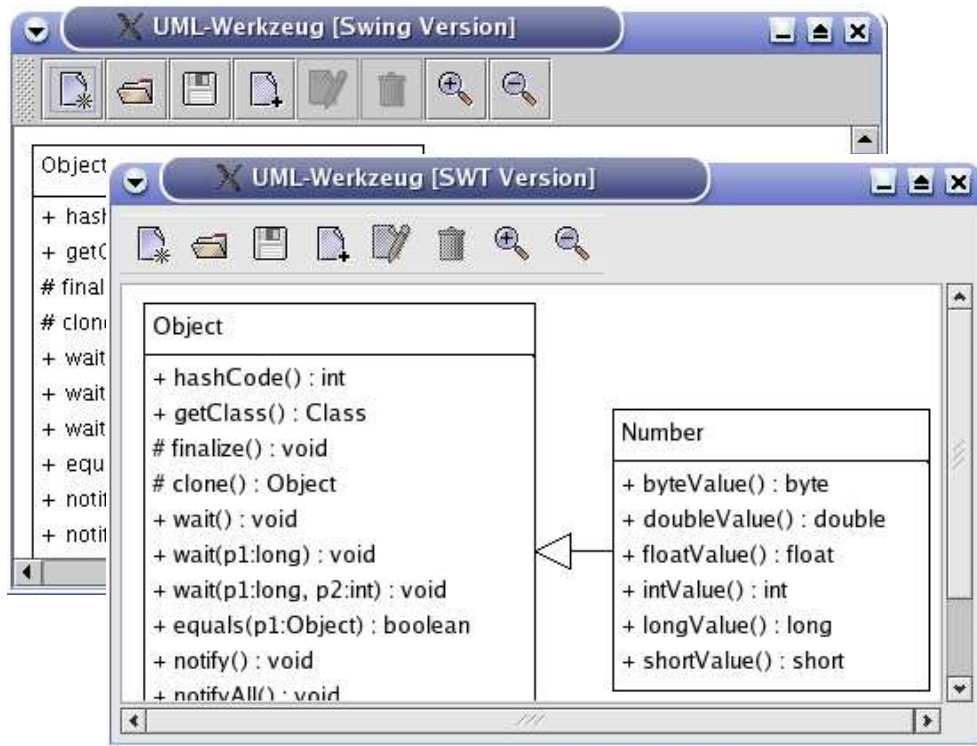 UML-Werkzeug [Swing Version]
Object
+ hash
+ getC
# final
# clon
+ wait
+ wait
+ wait
+ equ
+ notif
+ notif
UML-Werkzeug [SWT Version]
Object
+ hashCode() : int
+ getClass() : Class
# finalize() : void
# clone() : Object
+ wait() : void
+ wait(p1:long) : void
+ wait(p1:long, p2:int) : void
+ equals(p1:Object) : boolean
+ notify() : void
+ notifyAll() : void
Number
+ byteValue() : byte
+ doubleValue() : double
+ floatValue() : float
+ intValue() : int
+ longValue() : long
+ shortValue() : short